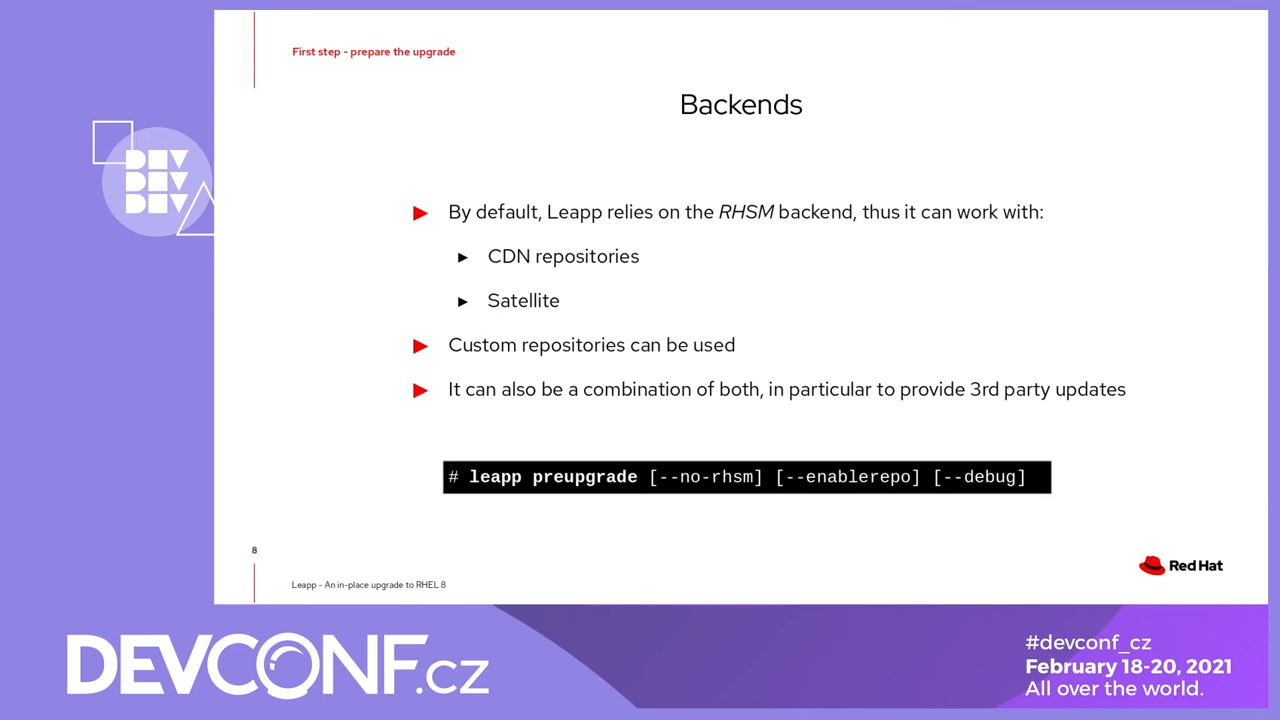 First step - prepare the upgrade
Backends
DEV
DEV
DEV
► By default, Leapp relies on the RHSM backend, thus it can work with:
► CDN repositories
► Satellite
► Custom repositories can be used
► It can also be a combination of both, in particular to provide 3rd party updates
# leapp preupgrade [--no-rhsm] [--enablerepo] [--debug]
8
Leapp - An in-place upgrade to RHEL 8
Red Hat
DEVCONF.cz
#devconf_cz
February 18-20, 2021
All over the world.